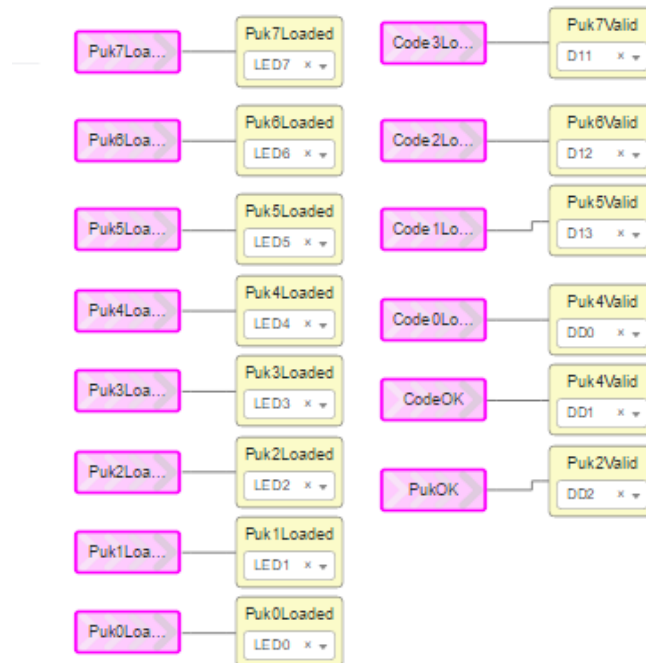 Puk7Loa...
Puk7Loaded
LED7
Puk6Loa...
Puk6Loaded
LED6
Puk5Loa...
Puk5Loaded
LED5
Puk4Loa...
Puk4Loaded
LED4
Puk3Loa...
Puk3Loaded
LED3
Puk2Loa...
Puk2Loaded
LED2
Puk1Loa...
Puk1Loaded
LED1
Puk0Loa...
Puk0Loaded
LED0
Code3Lo...
Puk7Valid
D11
Code2Lo...
Puk6Valid
D12
Code1Lo...
Puk5Valid
D13
Code0Lo...
Puk4Valid
DD0
CodeOK
Puk4Valid
DD1
PukOK
Puk2Valid
DD2